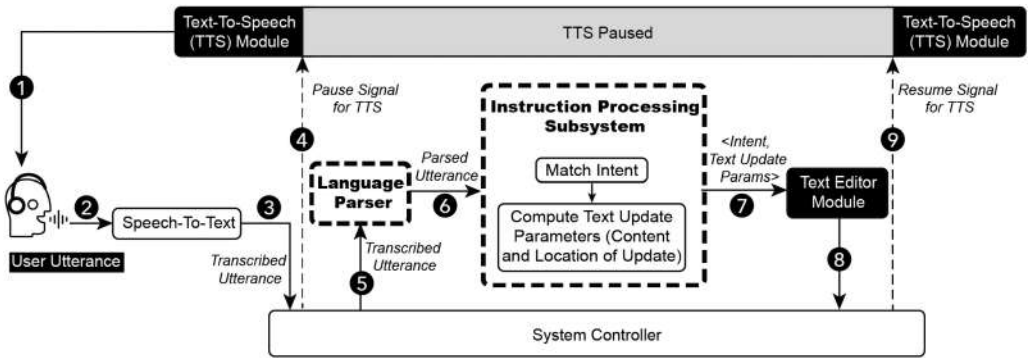 Text-To-Speech
(TTS) Module
TTS Paused
Text-To-Speech
(TTS) Module
1
Pause Signal
for TTS
4
Instruction Processing
Subsystem
Match Intent
Compute Text Update
Parameters (Content
and Location of Update)
Resume Signal
for TTS
9
<Intent,
Text Update
Params>
7
Parsed
Utterance
6
Language
Parser
Text Editor
Module
2
Speech-To-Text
3
User Utterance
Transcribed
Utterance
5
Transcribed
Utterance
8
System Controller